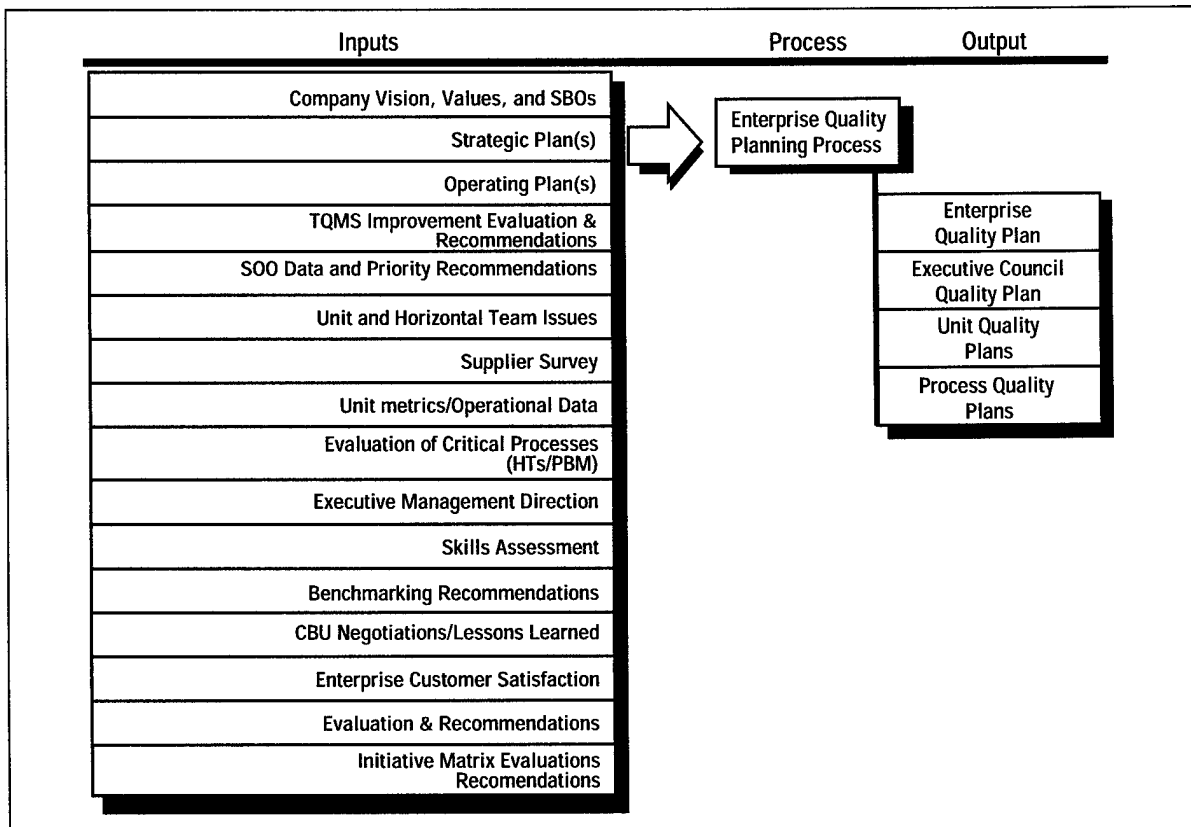 Inputs
Process
Output
Company Vision, Values, and SBOs
Strategic Plan(s)
Operating Plan(s)
TQMS Improvement Evaluation &
Recommendations
SOO Data and Priority Recommendations
Unit and Horizontal Team Issues
Supplier Survey
Unit metrics/Operational Data
Evaluation of Critical Processes
(HTs/PBM)
Executive Management Direction
Skills Assessment
Benchmarking Recommendations
CBU Negotiations/Lessons Learned
Enterprise Customer Satisfaction
Evaluation & Recommendations
Initiative Matrix Evaluations
Recomendations
Enterprise Quality
Planning Process
Enterprise
Quality Plan
Executive Council
Quality Plan
Unit Quality
Plans
Process Quality
Plans